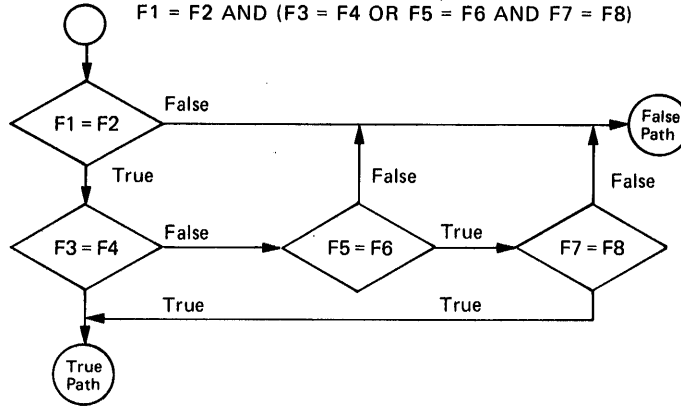 F1 = F2 AND (F3 = F4 OR F5 = F6 AND F7 = F8)
False
F1 = F2
False
Path
True
False
False
False
F3 = F4
F5 = F6
True
F7 = F8
True
True
True
Path